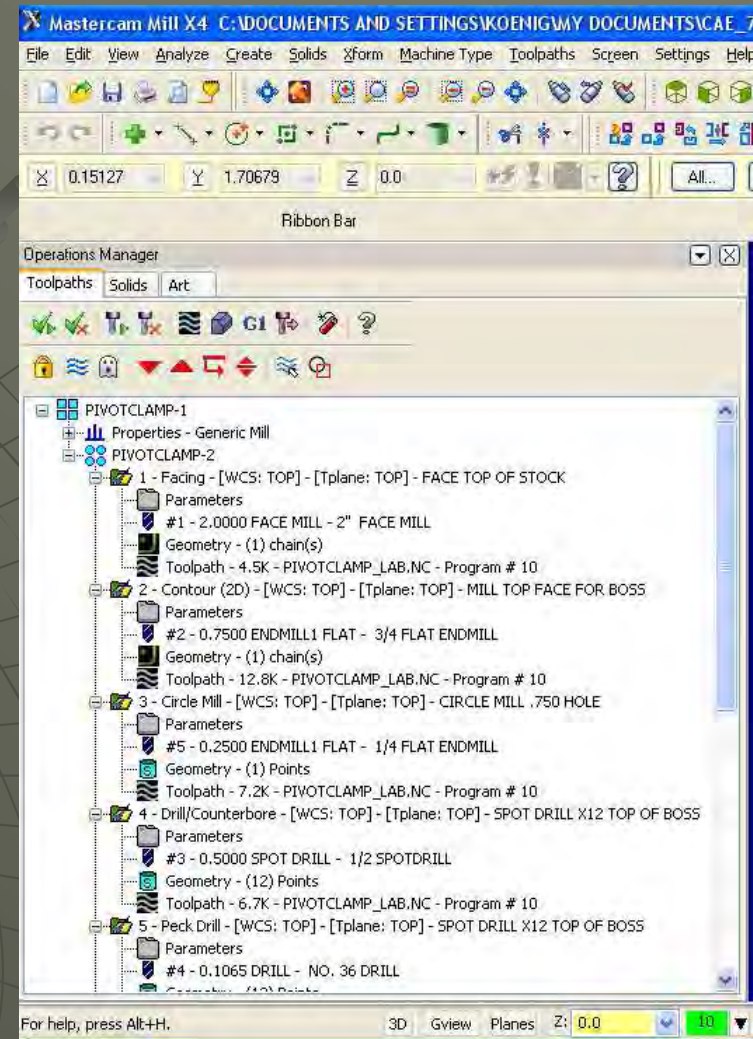 Mastercam Mill X4 C:\DOCUMENTS AND SETTINGS\KOENIG\MY DOCUMENTS\CAE_7
File Edit View Analyze Create Solids Xform Machine Type Toolpaths Screen Settings Help
X 0.15127 Y 1.70679 Z 0.0 All...
Ribbon Bar
Operations Manager
Toolpaths Solids Art
G1
PIVOTCLAMP-1
Properties - Generic Mill
PIVOTCLAMP-2
1 - Facing - [WCS: TOP] - [Tplane: TOP] - FACE TOP OF STOCK
Parameters
#1 - 2.0000 FACE MILL - 2" FACE MILL
Geometry - (1) chain(s)
Toolpath - 4.5K - PIVOTCLAMP_LAB.NC - Program # 10
2 - Contour (2D) - [WCS: TOP] - [Tplane: TOP] - MILL TOP FACE FOR BOSS
Parameters
#2 - 0.7500 ENDMILL1 FLAT - 3/4 FLAT ENDMILL
Geometry - (1) chain(s)
Toolpath - 12.8K - PIVOTCLAMP_LAB.NC - Program # 10
3 - Circle Mill - [WCS: TOP] - [Tplane: TOP] - CIRCLE MILL .750 HOLE
Parameters
#5 - 0.2500 ENDMILL1 FLAT - 1/4 FLAT ENDMILL
Geometry - (1) Points
Toolpath - 7.2K - PIVOTCLAMP_LAB.NC - Program # 10
4 - Drill/Counterbore - [WCS: TOP] - [Tplane: TOP] - SPOT DRILL X12 TOP OF BOSS
Parameters
#3 - 0.5000 SPOT DRILL - 1/2 SPOTDRILL
Geometry - (12) Points
Toolpath - 6.7K - PIVOTCLAMP_LAB.NC - Program # 10
5 - Peck Drill - [WCS: TOP] - [Tplane: TOP] - SPOT DRILL X12 TOP OF BOSS
Parameters
#4 - 0.1065 DRILL - NO. 36 DRILL
Geometry - (12) Points
For help, press Alt+H. 3D Gview Planes Z: 0.0 10